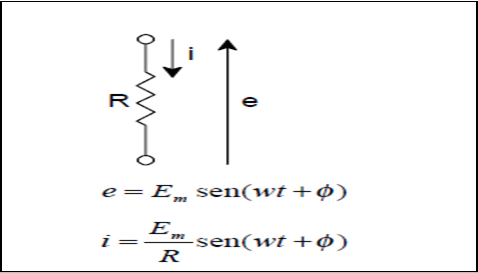 i
R
e
e = E_m sen(wt + ϕ)
i = E_m/R sen(wt + ϕ)